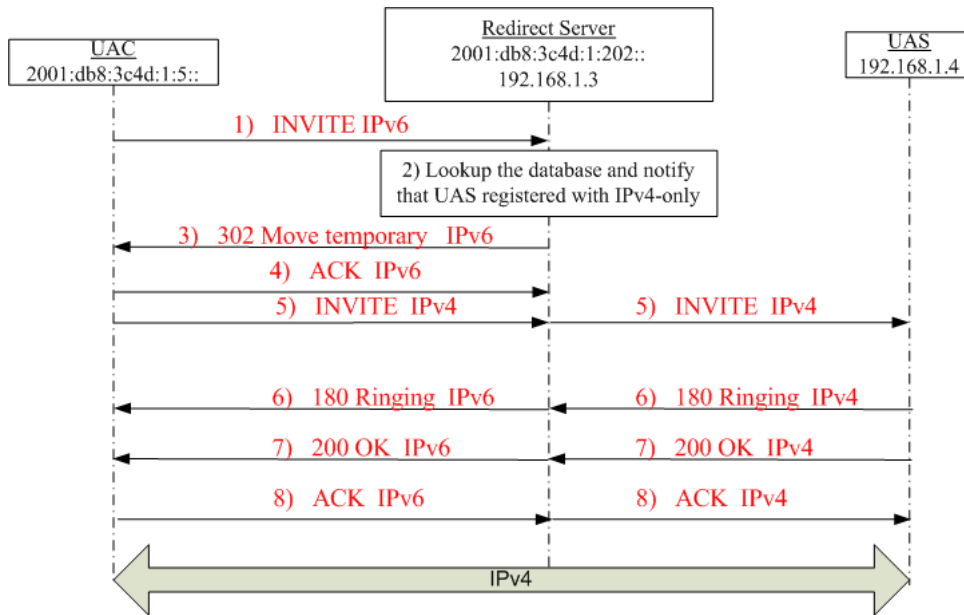 UAC
2001:db8:3c4d:1:5::
Redirect Server
2001:db8:3c4d:1:202::
192.168.1.3
UAS
192.168.1.4
1) INVITE IPv6
2) Lookup the database and notify
that UAS registered with IPv4-only
3) 302 Move temporary IPv6
4) ACK IPv6
5) INVITE IPv4
5) INVITE IPv4
6) 180 Ringing IPv6
6) 180 Ringing IPv4
7) 200 OK IPv6
7) 200 OK IPv4
8) ACK IPv6
8) ACK IPv4
IPv4